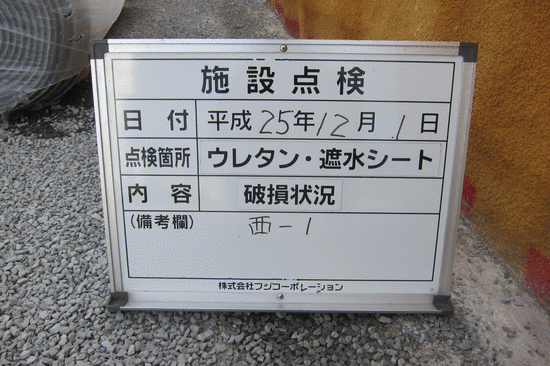 施設点検
日付 平成25年12月1日
点検箇所 ウレタン・遮水シート
内容 破損状況
(備考欄) 西-1
株式会社フジコーポレーション